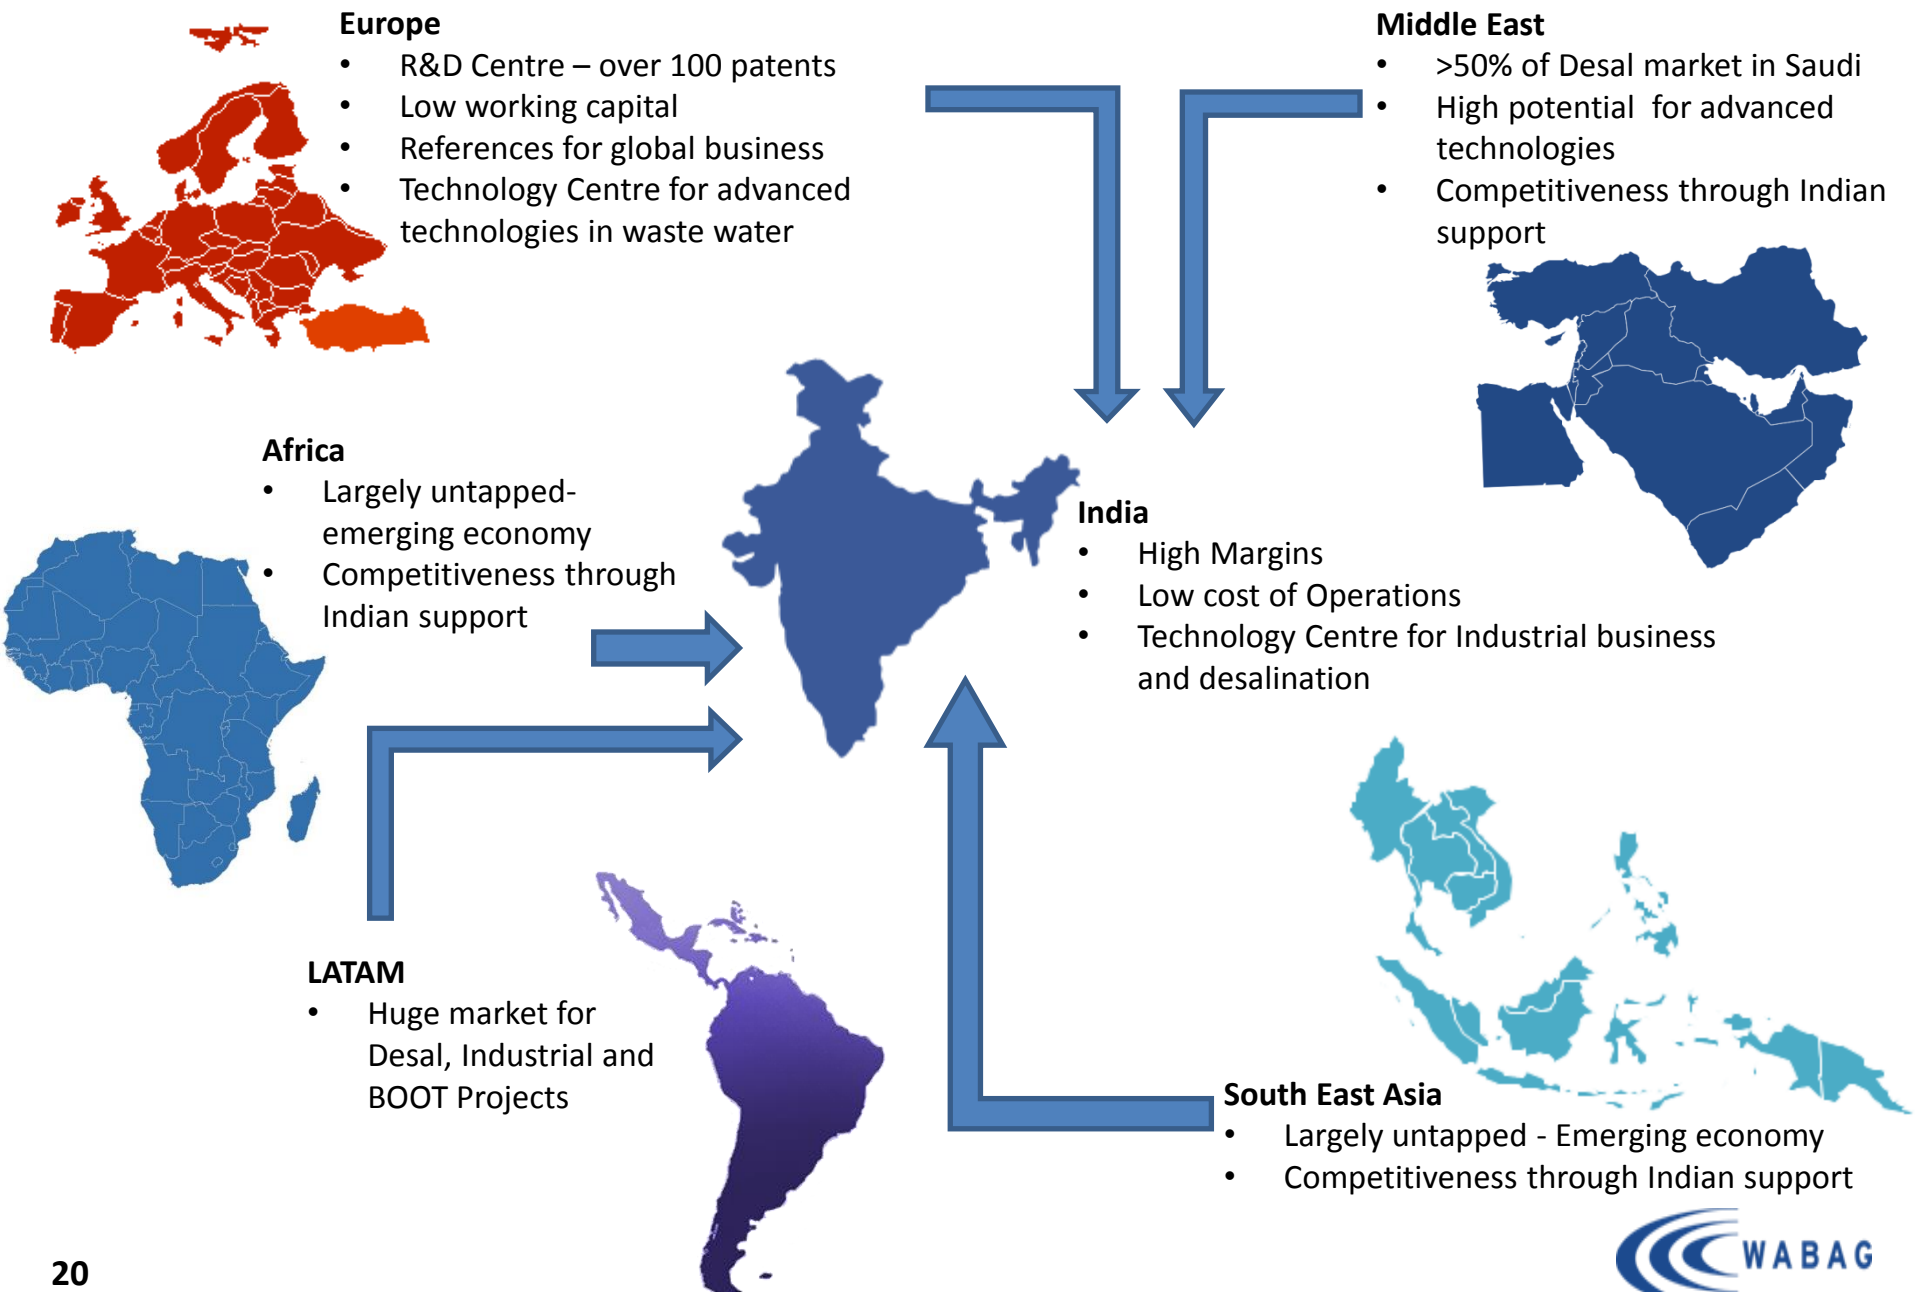 Europe
• R&D Centre – over 100 patents
• Low working capital
• References for global business
• Technology Centre for advanced
technologies in waste water
Middle East
• >50% of Desal market in Saudi
• High potential  for advanced
technologies
• Competitiveness through Indian
support
Africa
• Largely untapped-
emerging economy
• Competitiveness through
Indian support
India
• High Margins
• Low cost of Operations
• Technology Centre for Industrial business
and desalination
LATAM
• Huge market for
Desal, Industrial and
BOOT Projects
South East Asia
• Largely untapped - Emerging economy
• Competitiveness through Indian support
WABAG
20